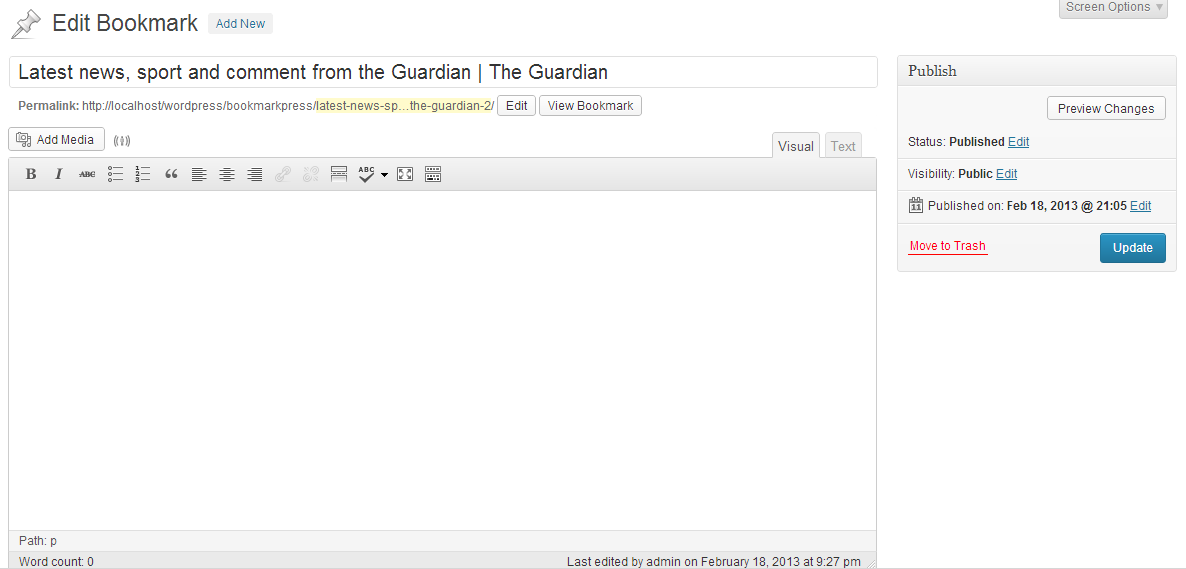 Screen Options
Edit Bookmark Add New
Latest news, sport and comment from the Guardian | The Guardian
Permalink: http://localhost/wordpress/bookmarkpress/latest-news-sp…the-guardian-2/ Edit View Bookmark
Add Media
Visual Text
B I ABC ABC
Path: p
Word count: 0 Last edited by admin on February 18, 2013 at 9:27 pm
Publish
Preview Changes
Status: Published Edit
Visibility: Public Edit
11 Published on: Feb 18, 2013 @ 21:05 Edit
Move to Trash Update